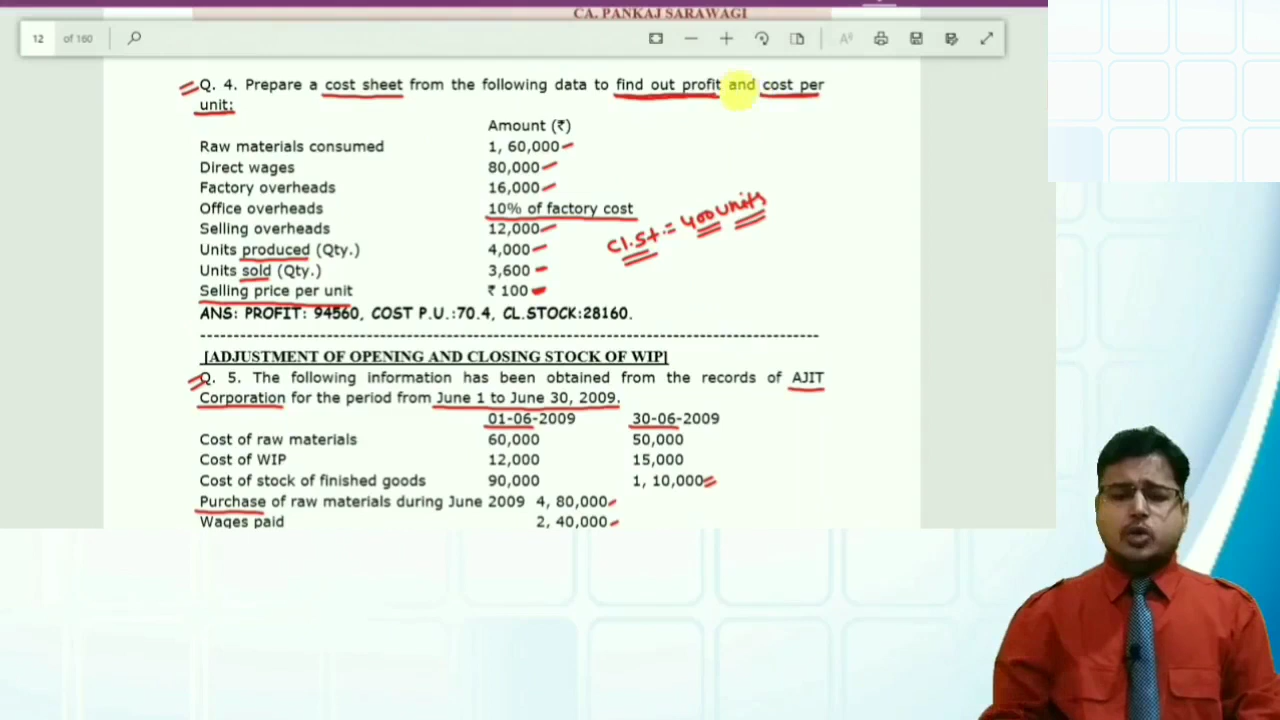 CA. PANKAJ SARAWAGI
12 of 160
Q. 4. Prepare a cost sheet from the following data to find out profit and cost per
unit:
Amount (₹)
Raw materials consumed 1, 60,000
Direct wages 80,000
Factory overheads 16,000
Office overheads 10% of factory cost
Selling overheads 12,000
Units produced (Qty.) 4,000
Units sold (Qty.) 3,600
Selling price per unit ₹ 100
Cl.St. = 400 units
ANS: PROFIT: 94560, COST P.U.:70.4, CL.STOCK:28160.
[ADJUSTMENT OF OPENING AND CLOSING STOCK OF WIP]
Q. 5. The following information has been obtained from the records of AJIT
Corporation for the period from June 1 to June 30, 2009.
01-06-2009 30-06-2009
Cost of raw materials 60,000 50,000
Cost of WIP 12,000 15,000
Cost of stock of finished goods 90,000 1, 10,000
Purchase of raw materials during June 2009 4, 80,000
Wages paid 2, 40,000